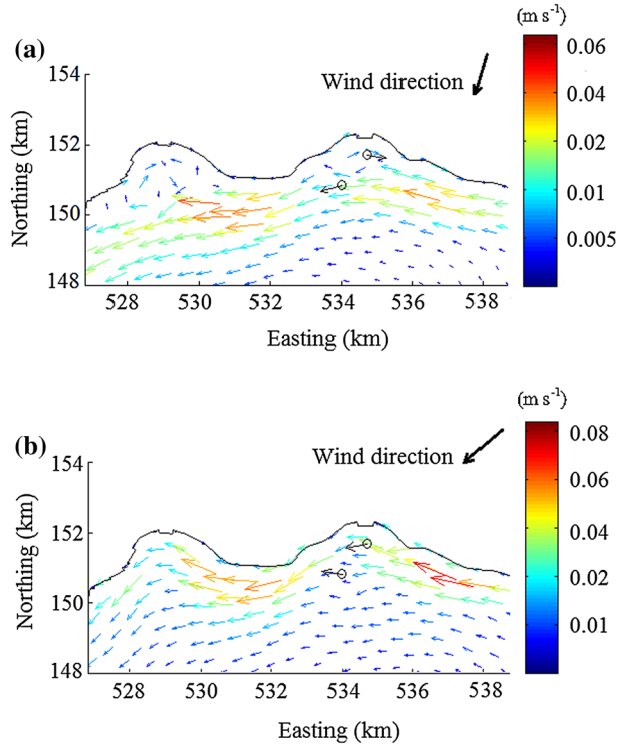 (m s⁻¹)
(a)
154
152
150
148
Northing (km)
Wind direction
0.06
0.04
0.02
0.01
0.005
528 530 532 534 536 538
Easting (km)
(m s⁻¹)
(b)
154
152
150
148
Northing (km)
Wind direction
0.08
0.06
0.04
0.02
0.01
528 530 532 534 536 538
Easting (km)